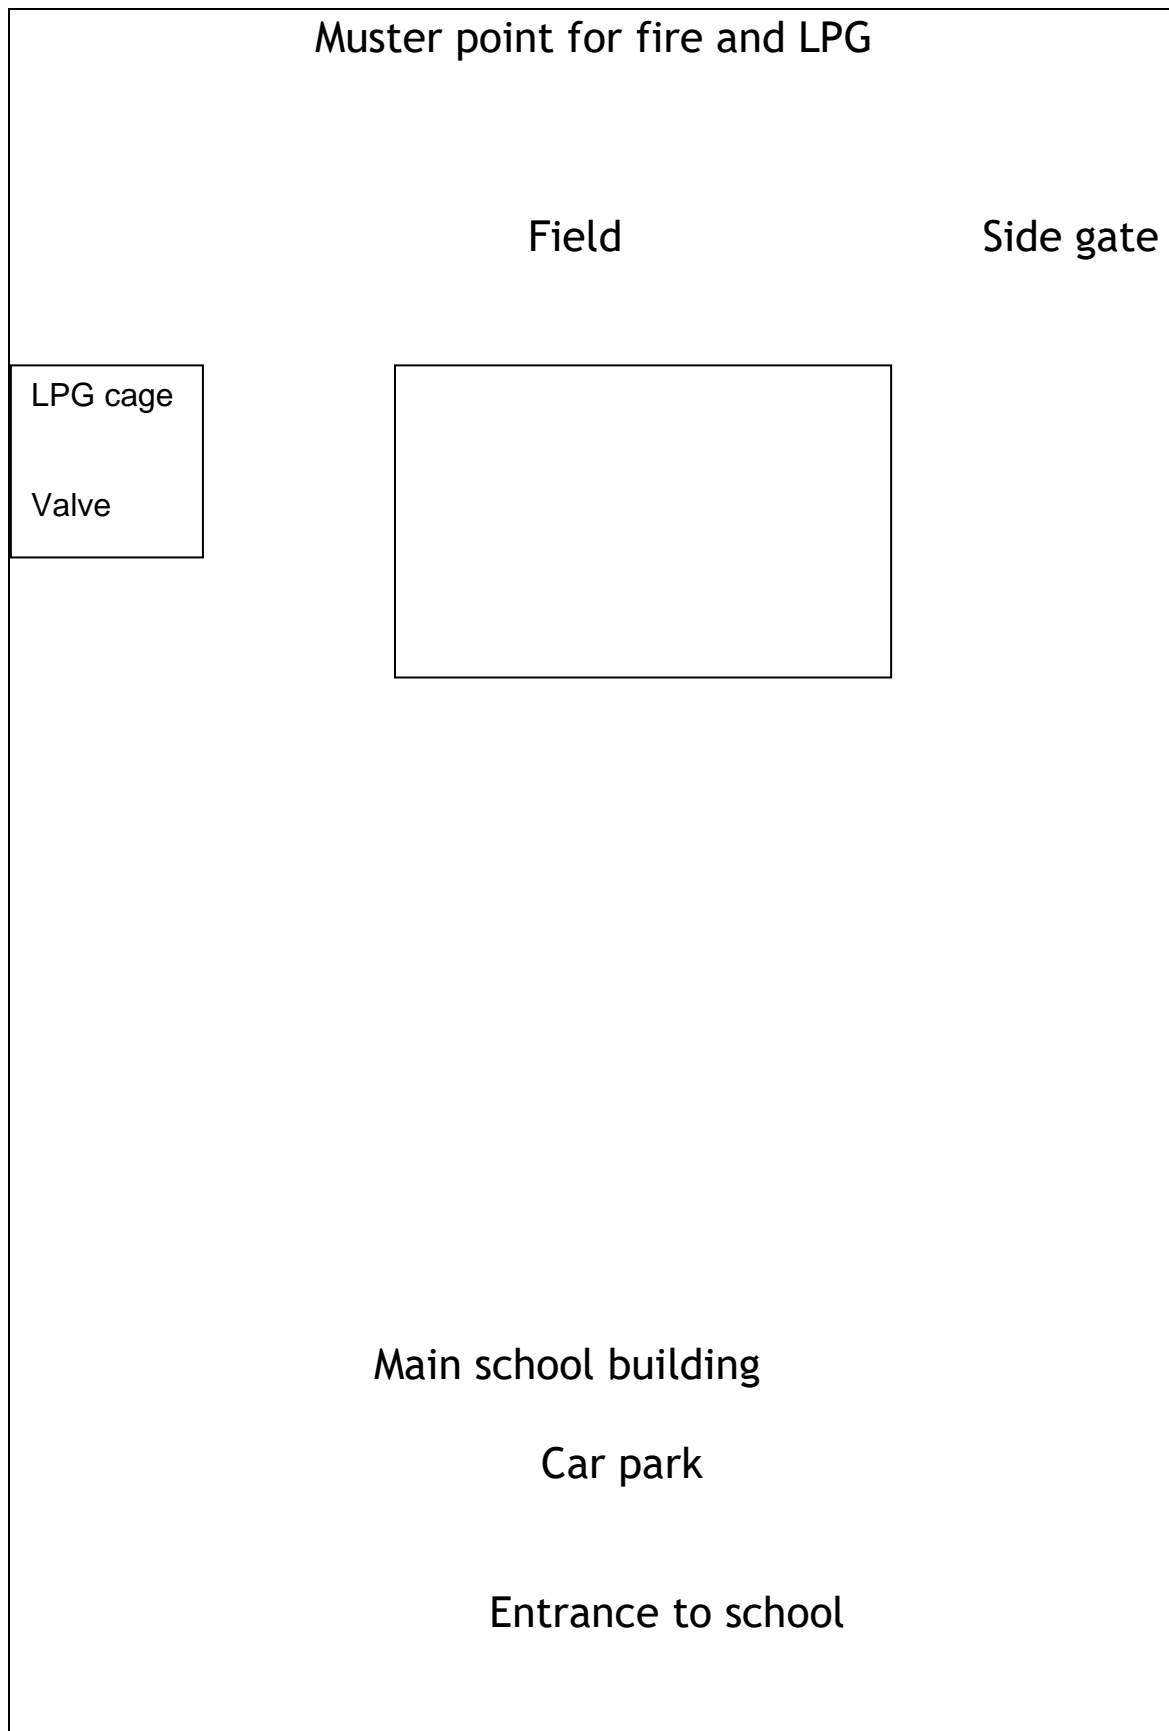 Muster point for fire and LPG
Field
Side gate
LPG cage
Valve
Main school building
Car park
Entrance to school